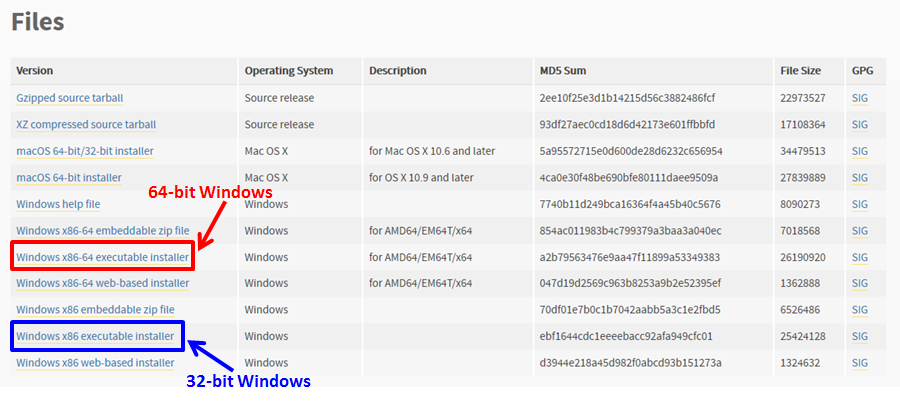 Files
Version Operating System Description MD5 Sum File Size GPG
Gzipped source tarball Source release 2ee10f25e3d1b14215d56c3882486fcf 22973527 SIG
XZ compressed source tarball Source release 93df27aec0cd18d6d42173e601ffbbfd 17108364 SIG
macOS 64-bit/32-bit installer Mac OS X for Mac OS X 10.6 and later 5a95572715e0d600de28d6232c656954 34479513 SIG
macOS 64-bit installer Mac OS X for OS X 10.9 and later 4ca0e30f48be690bfe80111daee9509a 27839889 SIG
64-bit Windows
Windows help file Windows 7740b11d249bca16364f4a45b40c5676 8090273 SIG
Windows x86-64 embeddable zip file Windows for AMD64/EM64T/x64 854ac011983b4c799379a3baa3a040ec 7018568 SIG
Windows x86-64 executable installer Windows for AMD64/EM64T/x64 a2b79563476e9aa47f11899a53349383 26190920 SIG
Windows x86-64 web-based installer Windows for AMD64/EM64T/x64 047d19d2569c963b8253a9b2e52395ef 1362888 SIG
Windows x86 embeddable zip file Windows 70df01e7b0c1b7042aabb5a3c1e2fbd5 6526486 SIG
Windows x86 executable installer Windows ebf1644cdc1eeeebacc92afa949cfc01 25424128 SIG
Windows x86 web-based installer Windows d3944e218a45d982f0abcd93b151273a 1324632 SIG
32-bit Windows